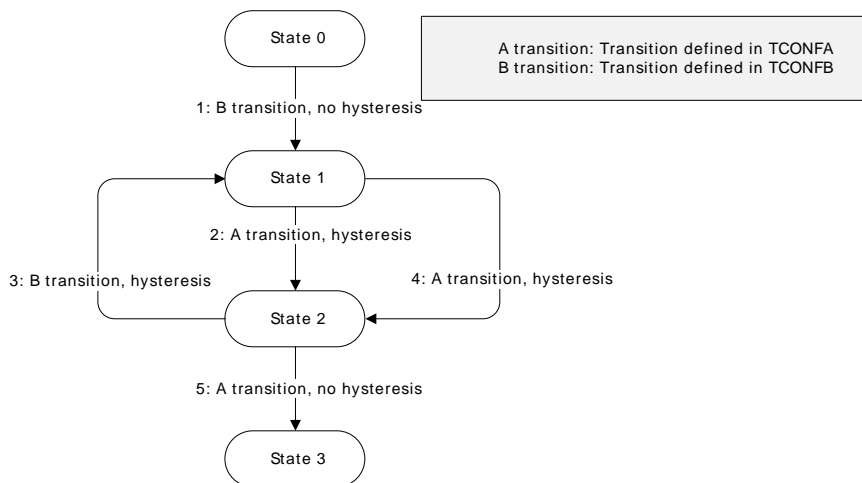 State 0
A transition: Transition defined in TCONFA
B transition: Transition defined in TCONFB
1: B transition, no hysteresis
State 1
2: A transition, hysteresis
3: B transition, hysteresis
4: A transition, hysteresis
State 2
5: A transition, no hysteresis
State 3